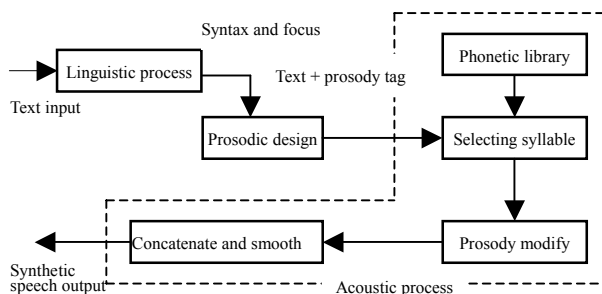 Syntax and focus
Phonetic library
Linguistic process
Text + prosody tag
Text input
Prosodic design
Selecting syllable
Concatenate and smooth
Prosody modify
Synthetic
speech output
Acoustic process